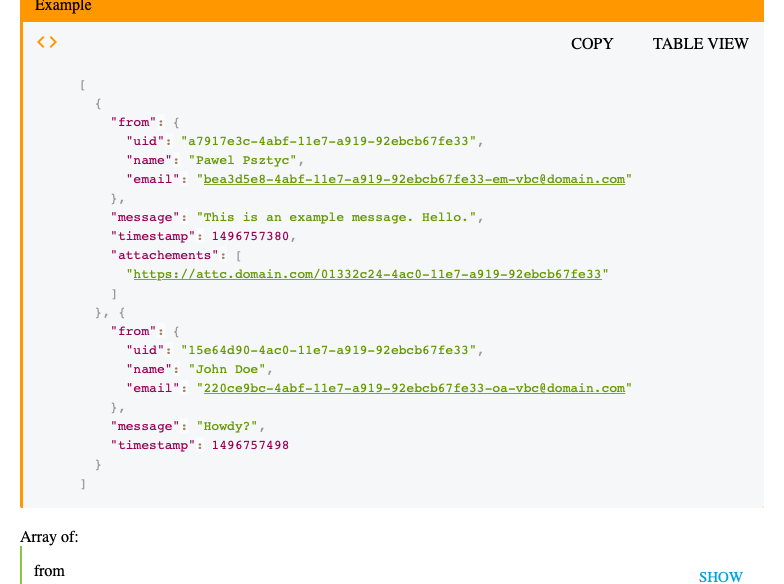 Example
<> COPY TABLE VIEW
[
{
"from": {
"uid": "a7917e3c-4abf-11e7-a919-92ebcb67fe33",
"name": "Pawel Psztyc",
"email": "bea3d5e8-4abf-11e7-a919-92ebcb67fe33-em-vbc@domain.com"
},
"message": "This is an example message. Hello.",
"timestamp": 1496757380,
"attachements": [
"https://attc.domain.com/01332c24-4ac0-11e7-a919-92ebcb67fe33"
]
}, {
"from": {
"uid": "15e64d90-4ac0-11e7-a919-92ebcb67fe33",
"name": "John Doe",
"email": "220ce9bc-4abf-11e7-a919-92ebcb67fe33-oa-vbc@domain.com"
},
"message": "Howdy?",
"timestamp": 1496757498
}
]
Array of:
from SHOW